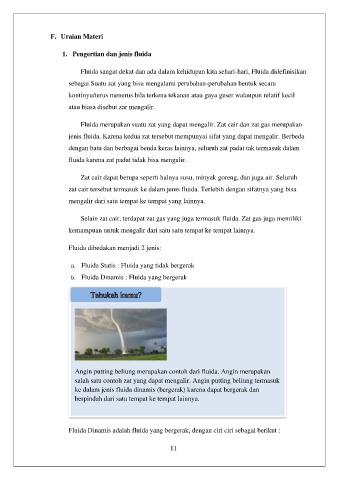 F. Uraian Materi
1. Pengertian dan jenis fluida
Fluida sangat dekat dan ada dalam kehidupan kita sehari-hari, Fluida didefinisikan
sebagai Suatu zat yang bisa mengalami perubahan-perubahan bentuk secara
kontinyu/terus menerus bila terkena tekanan atau gaya geser walaupun relatif kecil
atau biasa disebut zat mengalir.
Fluida merupakan suatu zat yang dapat mengalir. Zat cair dan zat gas merupakan
jenis fluida. Karena kedua zat tersebut mempunyai sifat yang dapat mengalir. Berbeda
dengan batu dan berbagai benda keras lainnya, seluruh zat padat tak termasuk dalam
fluida karena zat padat tidak bisa mengalir.
Zat cair dapat berupa seperti halnya susu, minyak goreng, dan juga air. Seluruh
zat cair tersebut termasuk ke dalam jenis fluida. Terlebih dengan sifatnya yang bisa
mengalir dari satu tempat ke tempat yang lainnya.
Selain zat cair, terdapat zat gas yang juga termasuk fluida. Zat gas juga memiliki
kemampuan untuk mengalir dari satu satu tempat ke tempat lainnya.
Fluida dibedakan menjadi 2 jenis:
a. Fluida Statis : Fluida yang tidak bergerak
b. Fluida Dinamis : Fluida yang bergerak
Tahukah kamu?
Angin putting beliung merupakan contoh dari fluida. Angin merupakan
salah satu contoh zat yang dapat mengalir. Angin putting beliung termasuk
ke dalam jenis fluida dinamis (bergerak) karena dapat bergerak dan
berpindah dari satu tempat ke tempat lainnya.
Fluida Dinamis adalah fluida yang bergerak, dengan ciri ciri sebagai berikut :
11